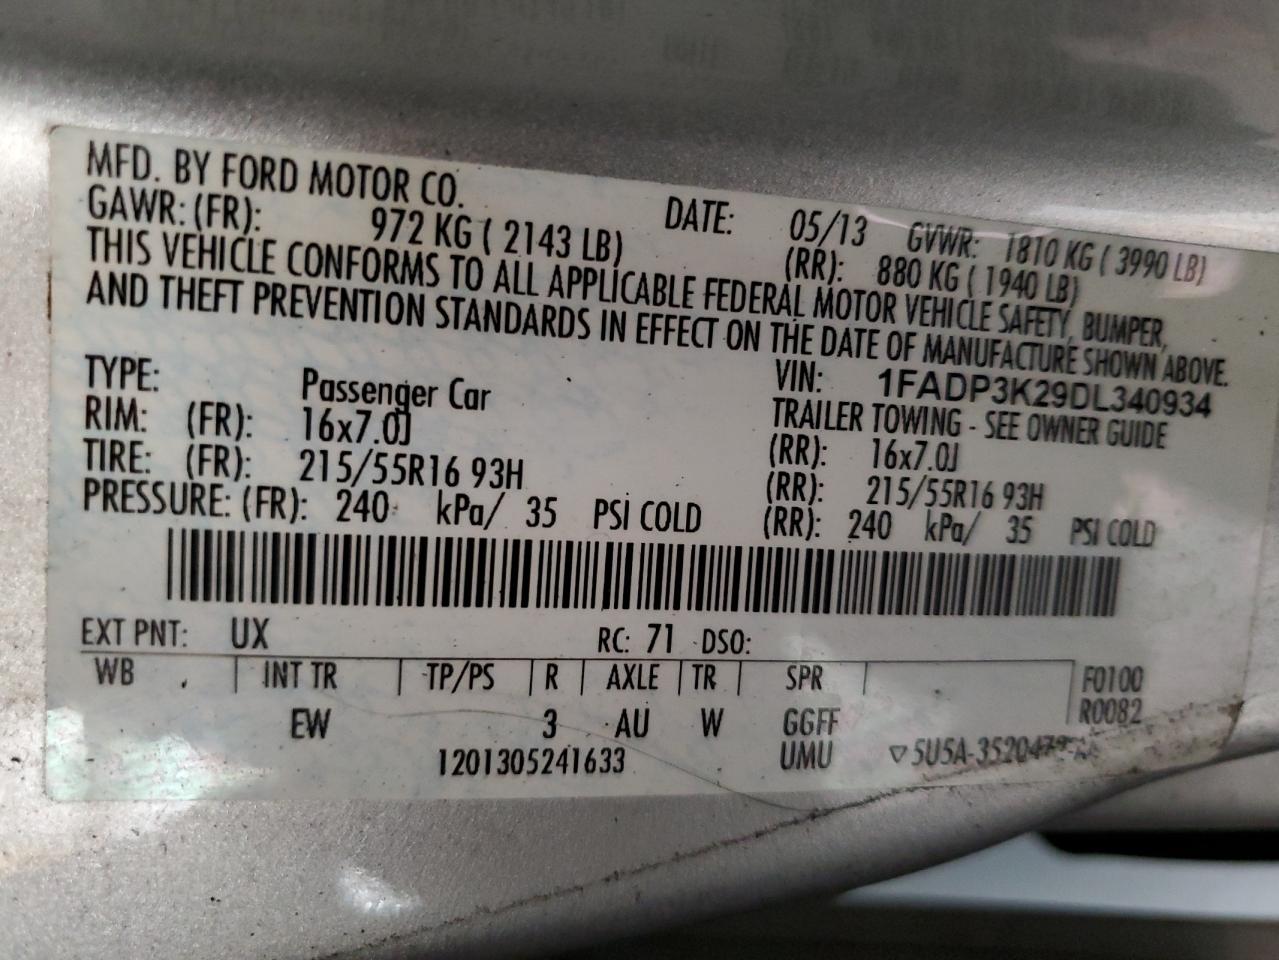 MFD. BY FORD MOTOR CO. DATE: 05/13 GVWR: 1810 KG ( 3990 LB)
GAWR: (FR): 972 KG ( 2143 LB) (RR): 880 KG ( 1940 LB)
THIS VEHICLE CONFORMS TO ALL APPLICABLE FEDERAL MOTOR VEHICLE SAFETY, BUMPER,
AND THEFT PREVENTION STANDARDS IN EFFECT ON THE DATE OF MANUFACTURE SHOWN ABOVE.
VIN: 1FADP3K29DL340934
TYPE: Passenger Car TRAILER TOWING - SEE OWNER GUIDE
RIM: (FR): 16x7.0J (RR): 16x7.0J
TIRE: (FR): 215/55R16 93H (RR): 215/55R16 93H
PRESSURE: (FR): 240 kPa/ 35 PSI COLD (RR): 240 kPa/ 35 PSI COLD
EXT PNT: UX RC: 71 DSO:
WB | INT TR | TP/PS | R | AXLE | TR | SPR | F0100
R0082
EW 3 AU W GGFF
1201305241633 UMU